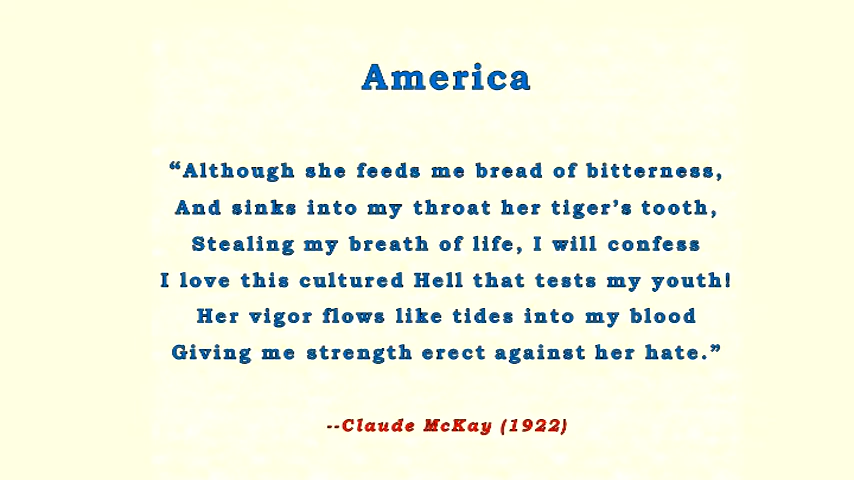 America
“Although she feeds me bread of bitterness,
And sinks into my throat her tiger’s tooth,
Stealing my breath of life, I will confess
I love this cultured Hell that tests my youth!
Her vigor flows like tides into my blood
Giving me strength erect against her hate.”
--Claude McKay (1922)